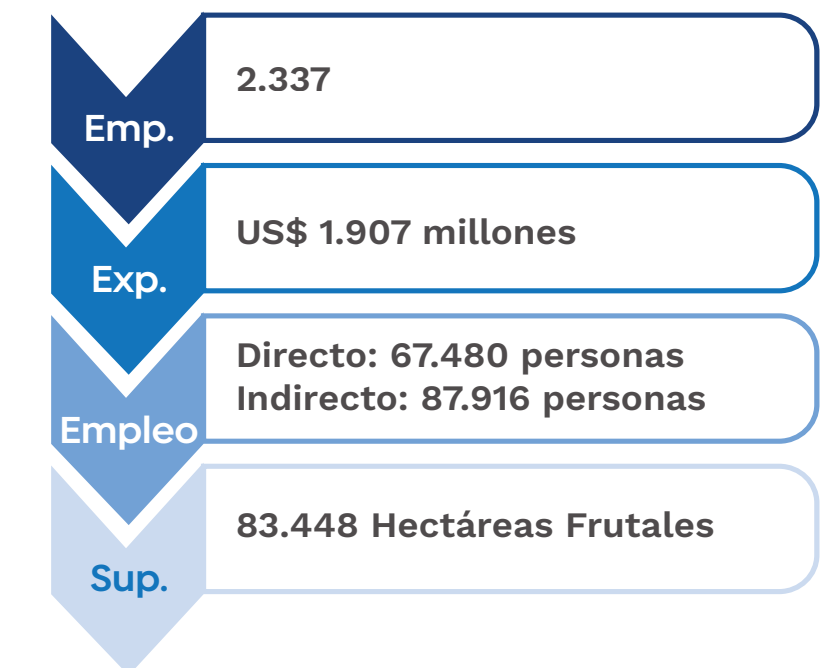 Emp.
2.337
Exp.
US$ 1.907 millones
Empleo
Directo: 67.480 personas
Indirecto: 87.916 personas
Sup.
83.448 Hectáreas Frutales